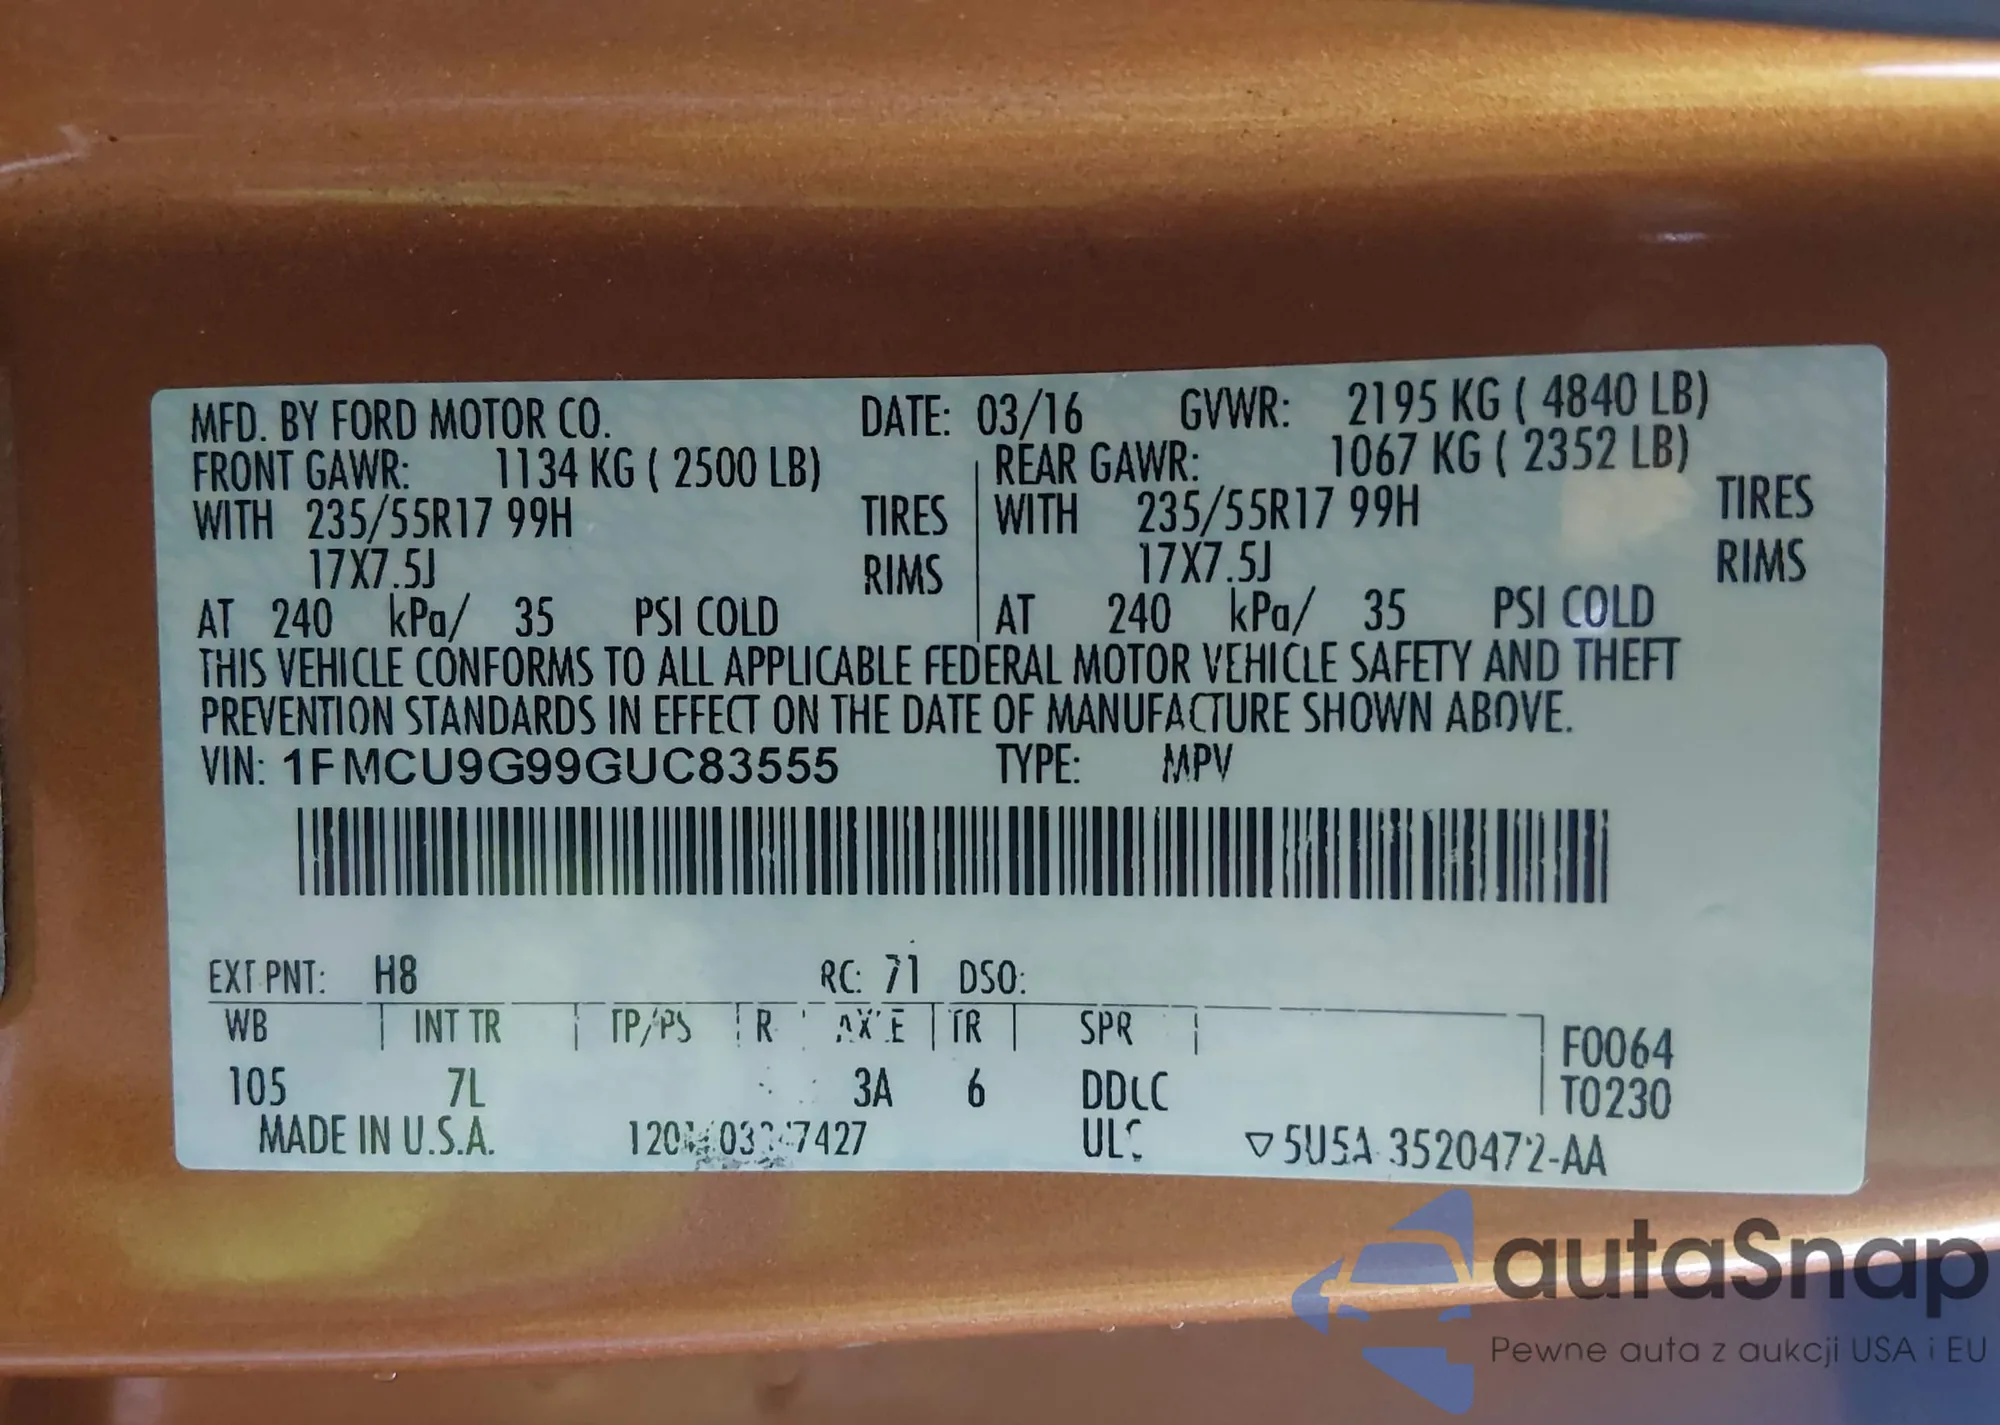 MFD. BY FORD MOTOR CO. DATE: 03/16 GVWR: 2195 KG ( 4840 LB)
FRONT GAWR: 1134 KG ( 2500 LB) REAR GAWR: 1067 KG ( 2352 LB)
WITH 235/55R17 99H TIRES WITH 235/55R17 99H TIRES
17X7.5J RIMS 17X7.5J RIMS
AT 240 kPa/ 35 PSI COLD AT 240 kPa/ 35 PSI COLD
THIS VEHICLE CONFORMS TO ALL APPLICABLE FEDERAL MOTOR VEHICLE SAFETY AND THEFT
PREVENTION STANDARDS IN EFFECT ON THE DATE OF MANUFACTURE SHOWN ABOVE.
VIN: 1FMCU9G99GUC83555 TYPE: MPV
EXT PNT: H8 RC: 71 DSO:
WB INT TR TP/PS R AXLE TR SPR F0064
105 7L 3A 6 T0230
MADE IN U.S.A. 5U5A-3520472-AA
autaSnap
Pewne auta z aukcji USA i EU